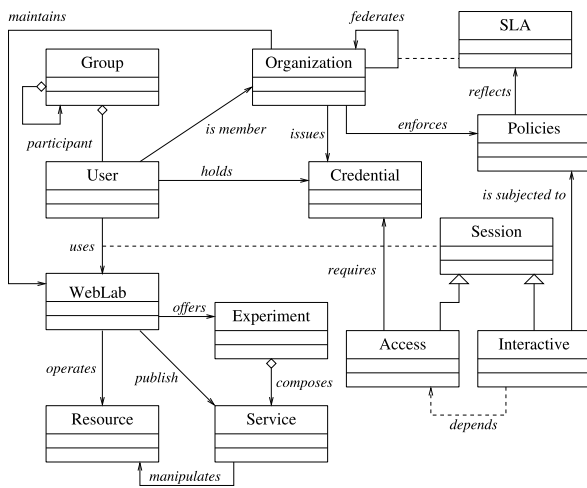 maintains
federates
SLA
Group
Organization
reflects
participant
is member
issues
enforces
Policies
User
holds
Credential
is subjected to
uses
Session
requires
WebLab
offers
Experiment
Access
Interactive
operates
publish
composes
Resource
Service
depends
manipulates